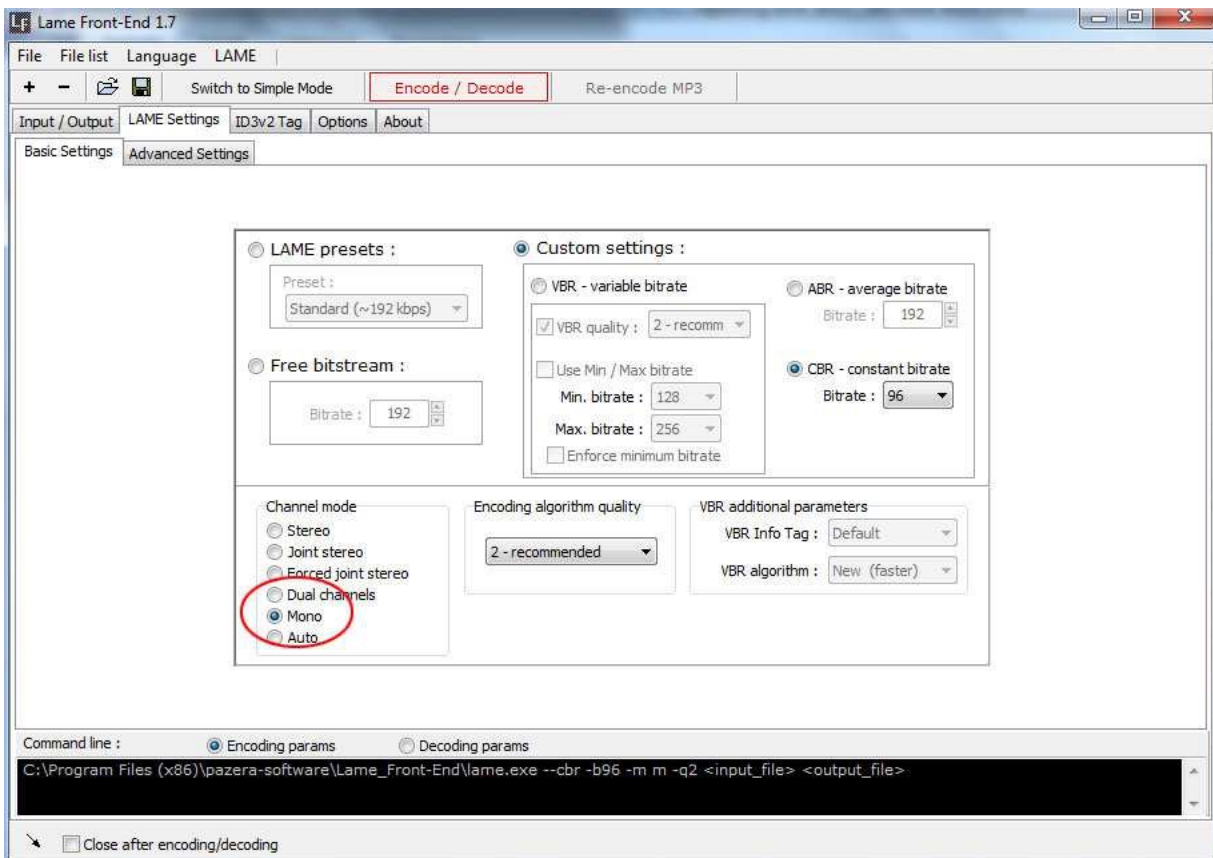 Lame Front-End 1.7
File File list Language LAME
+ - Switch to Simple Mode Encode / Decode Re-encode MP3
Input / Output LAME Settings ID3v2 Tag Options About
Basic Settings Advanced Settings
LAME presets :
Preset :
Standard (~192 kbps)
Free bitstream :
Bitrate : 192
Custom settings :
VBR - variable bitrate
VBR quality : 2 - recomm
Use Min / Max bitrate
Min. bitrate : 128
Max. bitrate : 256
Enforce minimum bitrate
ABR - average bitrate
Bitrate : 192
CBR - constant bitrate
Bitrate : 96
Channel mode
Stereo
Joint stereo
Forced joint stereo
Dual channels
Mono
Auto
Encoding algorithm quality
2 - recommended
VBR additional parameters
VBR Info Tag : Default
VBR algorithm : New (faster)
Command line : Encoding params Decoding params
C:\Program Files (x86)\pazera-software\Lame_Front-End\lame.exe --cbr -b96 -m m -q2 <input_file> <output_file>
Close after encoding/decoding